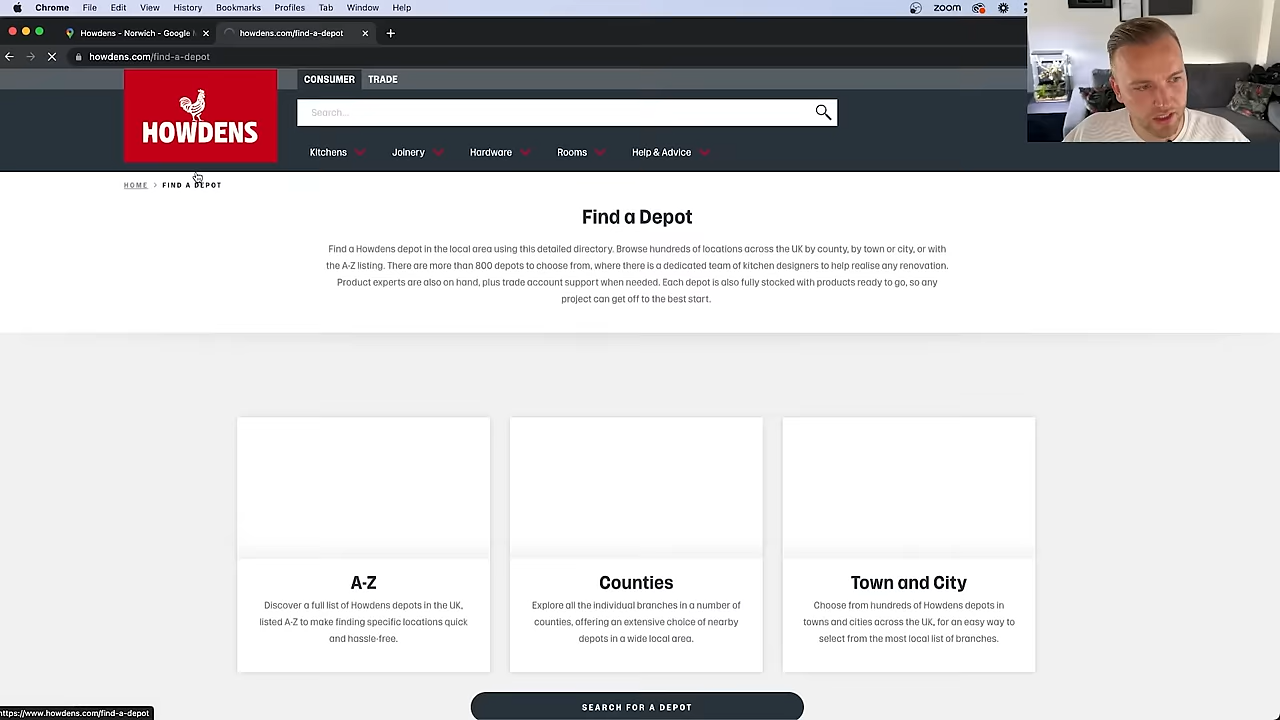 Chrome File Edit View History Bookmarks Profiles Tab Window Help
zoom
Howdens - Norwich - Google
howdens.com/find-a-depot
howdens.com/find-a-depot
CONSUMER TRADE
HOWDENS
Search...
Kitchens Joinery Hardware Rooms Help & Advice
HOME > FIND A DEPOT
Find a Depot
Find a Howdens depot in the local area using this detailed directory. Browse hundreds of locations across the UK by county, by town or city, or with
the A-Z listing. There are more than 800 depots to choose from, where there is a dedicated team of kitchen designers to help realise any renovation.
Product experts are also on hand, plus trade account support when needed. Each depot is also fully stocked with products ready to go, so any
project can get off to the best start.
A-Z
Discover a full list of Howdens depots in the UK,
listed A-Z to make finding specific locations quick
and hassle-free.
Counties
Explore all the individual branches in a number of
counties, offering an extensive choice of nearby
depots in a wide local area.
Town and City
Choose from hundreds of Howdens depots in
towns and cities across the UK, for an easy way to
select from the most local list of branches.
SEARCH FOR A DEPOT
https://www.howdens.com/find-a-depot